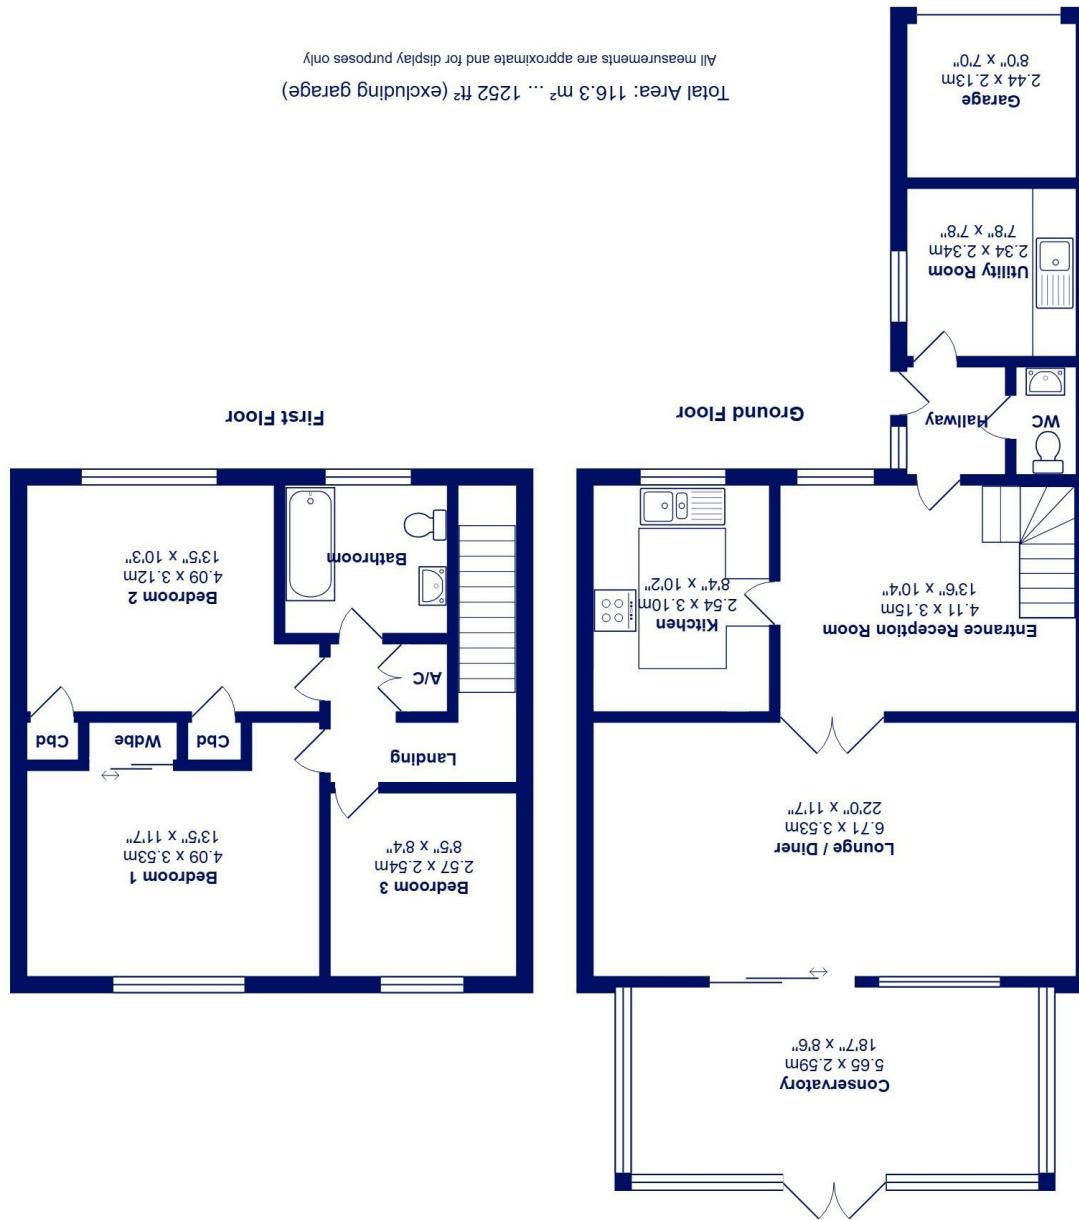 Conservatory
5.65 x 2.59m
18'7" x 8'6"
Lounge / Diner
6.71 x 3.53m
22'0" x 11'7"
Entrance Reception Room
4.11 x 3.15m
13'6" x 10'4"
Kitchen
2.54 x 3.10m
8'4" x 10'2"
WC
Hallway
Utility Room
2.34 x 2.34m
7'8" x 7'8"
Garage
2.44 x 2.13m
8'0" x 7'0"
Ground Floor
Bedroom 3
2.57 x 2.54m
8'5" x 8'4"
Bedroom 1
4.09 x 3.53m
13'5" x 11'7"
Landing
Cbd
Wdbe
Cbd
A/C
Bedroom 2
4.09 x 3.12m
13'5" x 10'3"
Bathroom
First Floor
Total Area: 116.3 m² ... 1252 ft² (excluding garage)
All measurements are approximate and for display purposes only